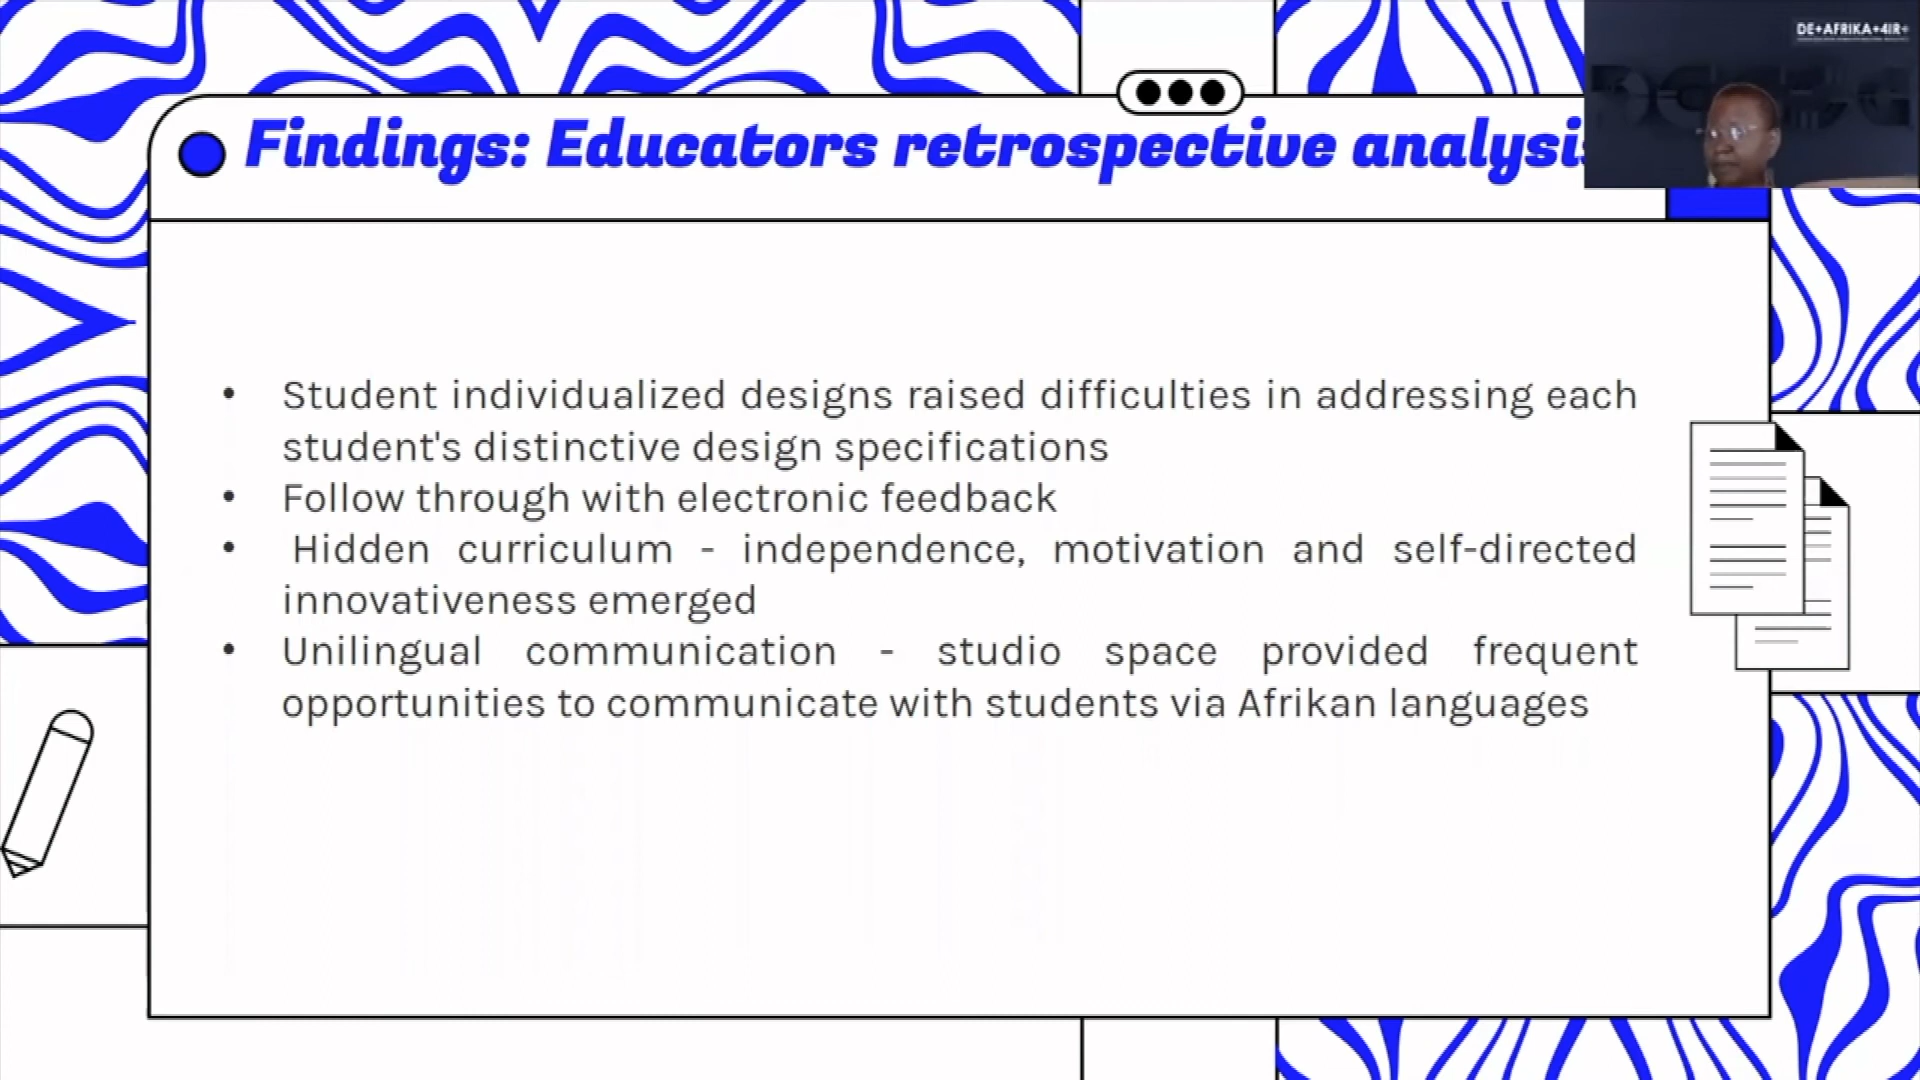 DE+AFRIKA+4IR+
Findings: Educators retrospective analysis
• Student individualized designs raised difficulties in addressing each
student's distinctive design specifications
• Follow through with electronic feedback
• Hidden curriculum - independence, motivation and self-directed
innovativeness emerged
• Unilingual communication - studio space provided frequent
opportunities to communicate with students via Afrikan languages